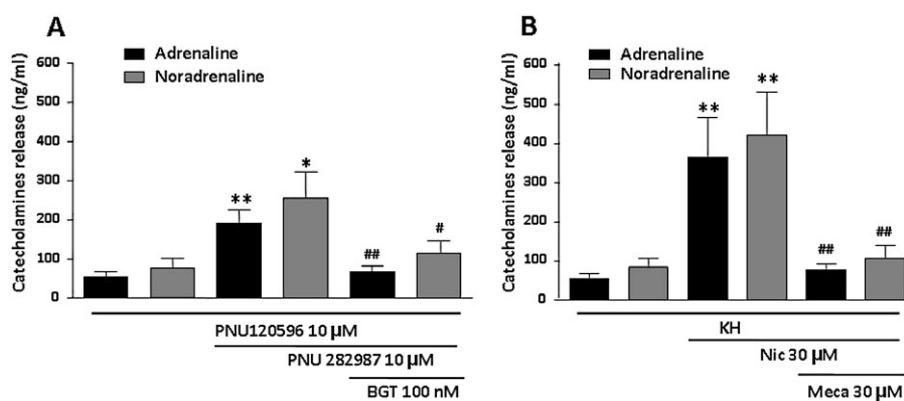 A
Adrenaline
Noradrenaline
Catecholamines release (ng/ml)
600
500
400
300
200
100
0
**
*
##
#
PNU120596 10 µM
PNU 282987 10 µM
BGT 100 nM
B
Adrenaline
Noradrenaline
Catecholamines release (ng/ml)
600
500
400
300
200
100
0
**
**
##
##
KH
Nic 30 µM
Meca 30 µM